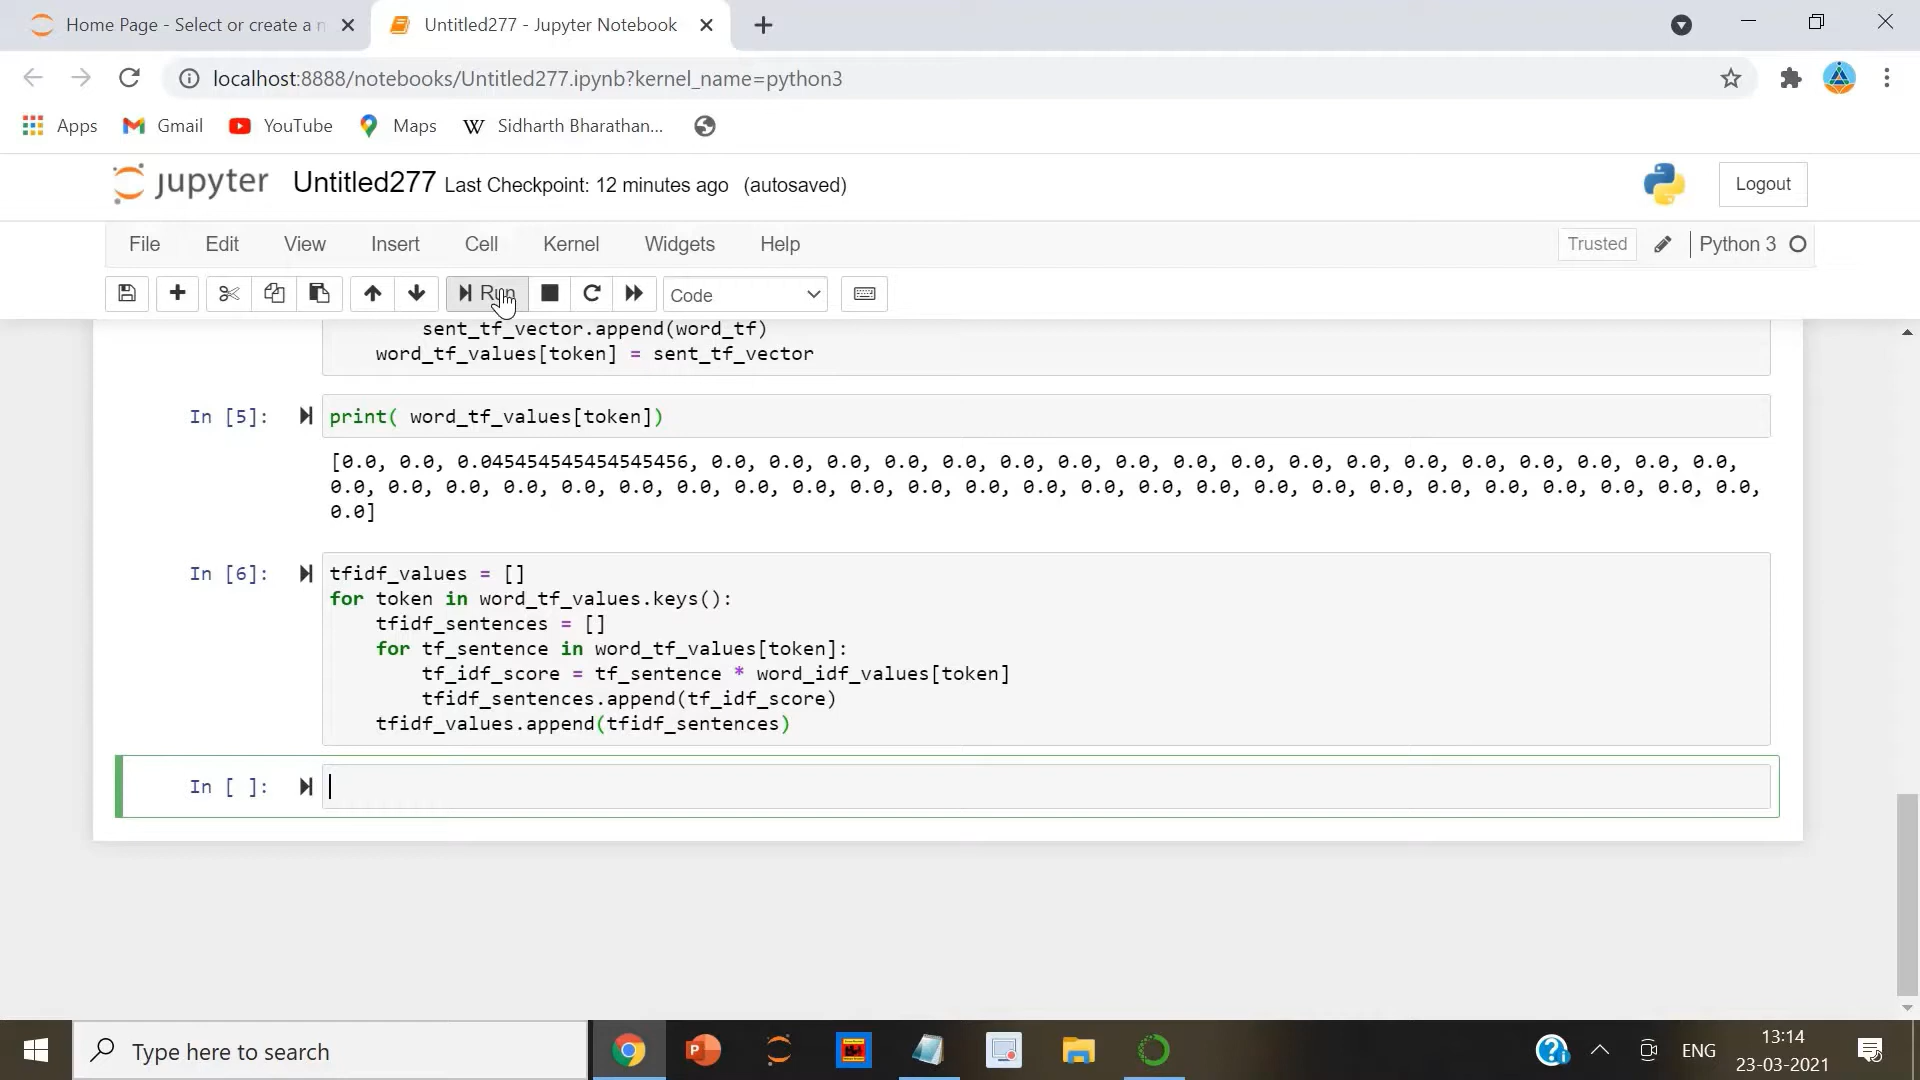 Home Page - Select or create a n
Untitled277 - Jupyter Notebook
localhost:8888/notebooks/Untitled277.ipynb?kernel_name=python3
Apps
Gmail
YouTube
Maps
W Sidharth Bharathan...
jupyter Untitled277 Last Checkpoint: 12 minutes ago (autosaved)
Logout
File Edit View Insert Cell Kernel Widgets Help
Trusted
Python 3
Run
Code
sent_tf_vector.append(word_tf)
word_tf_values[token] = sent_tf_vector
In [5]: print( word_tf_values[token])
[0.0, 0.0, 0.045454545454545456, 0.0, 0.0, 0.0, 0.0, 0.0, 0.0, 0.0, 0.0, 0.0, 0.0, 0.0, 0.0, 0.0, 0.0, 0.0, 0.0, 0.0, 0.0,
0.0, 0.0, 0.0, 0.0, 0.0, 0.0, 0.0, 0.0, 0.0, 0.0, 0.0, 0.0, 0.0, 0.0, 0.0, 0.0, 0.0, 0.0, 0.0, 0.0, 0.0, 0.0, 0.0, 0.0, 0.0,
0.0]
In [6]: tfidf_values = []
for token in word_tf_values.keys():
tfidf_sentences = []
for tf_sentence in word_tf_values[token]:
tf_idf_score = tf_sentence * word_idf_values[token]
tfidf_sentences.append(tf_idf_score)
tfidf_values.append(tfidf_sentences)
In [ ]:
Type here to search
ENG
13:14
23-03-2021